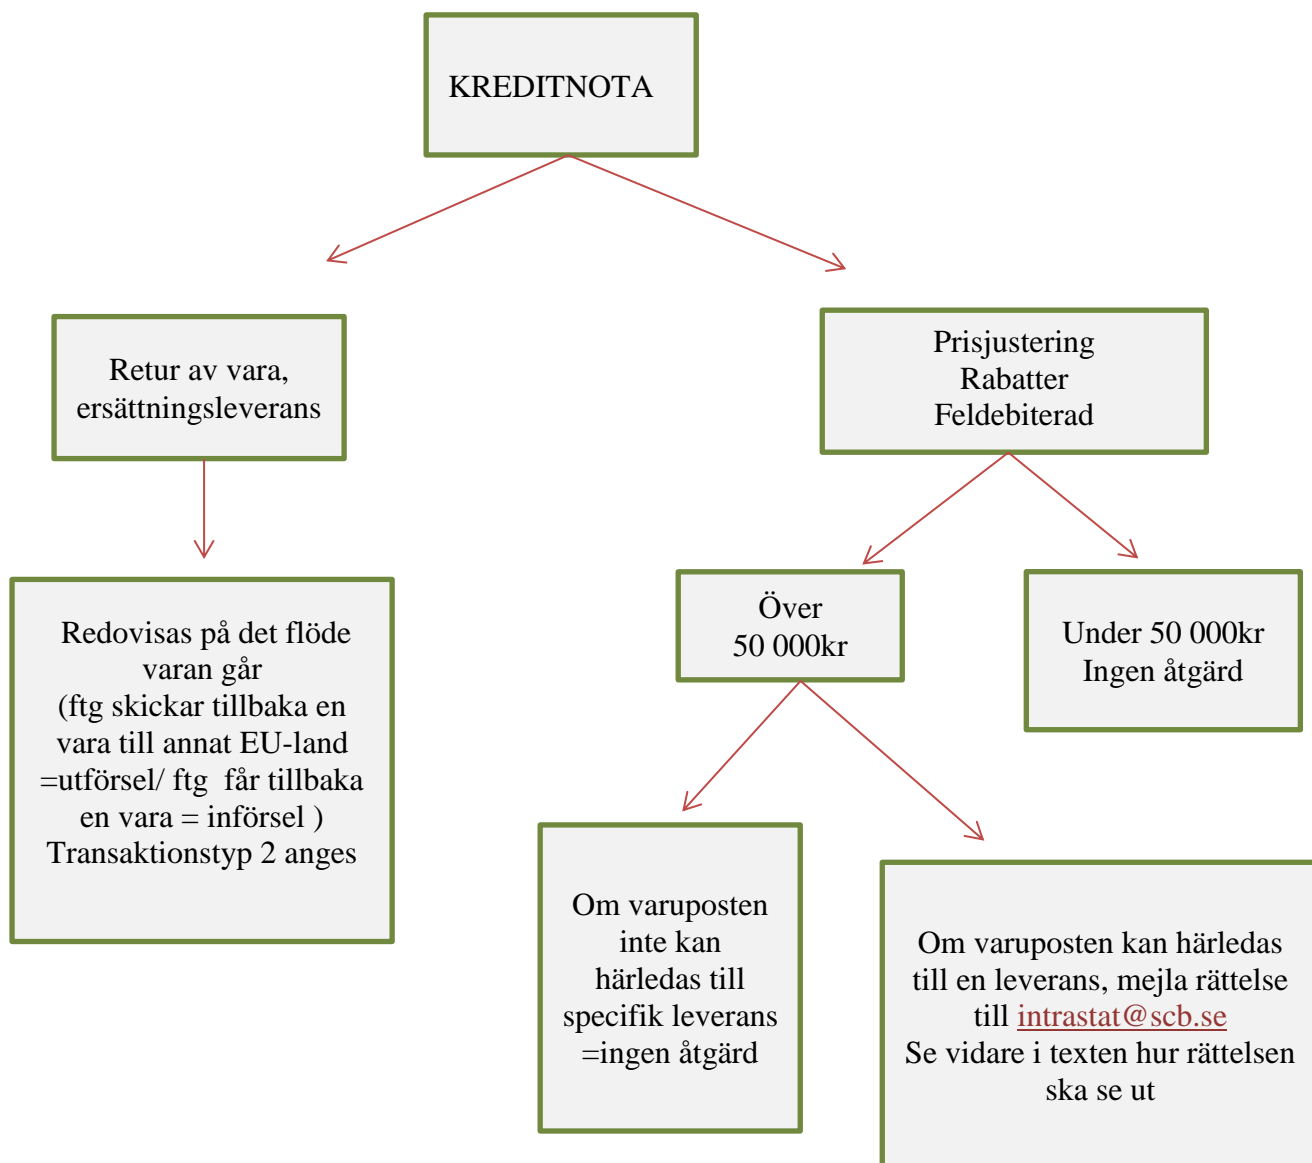 KREDITNOTA
Retur av vara,
ersättningsleverans
Prisjustering
Rabatter
Feldebiterad
Redovisas på det flöde
varan går
(ftg skickar tillbaka en
vara till annat EU-land
=utförsel/ ftg  får tillbaka
en vara = införsel )
Transaktionstyp 2 anges
Över
50 000kr
Under 50 000kr
Ingen åtgärd
Om varuposten
inte kan
härledas till
specifik leverans
=ingen åtgärd
Om varuposten kan härledas
till en leverans, mejla rättelse
till intrastat@scb.se
Se vidare i texten hur rättelsen
ska se ut